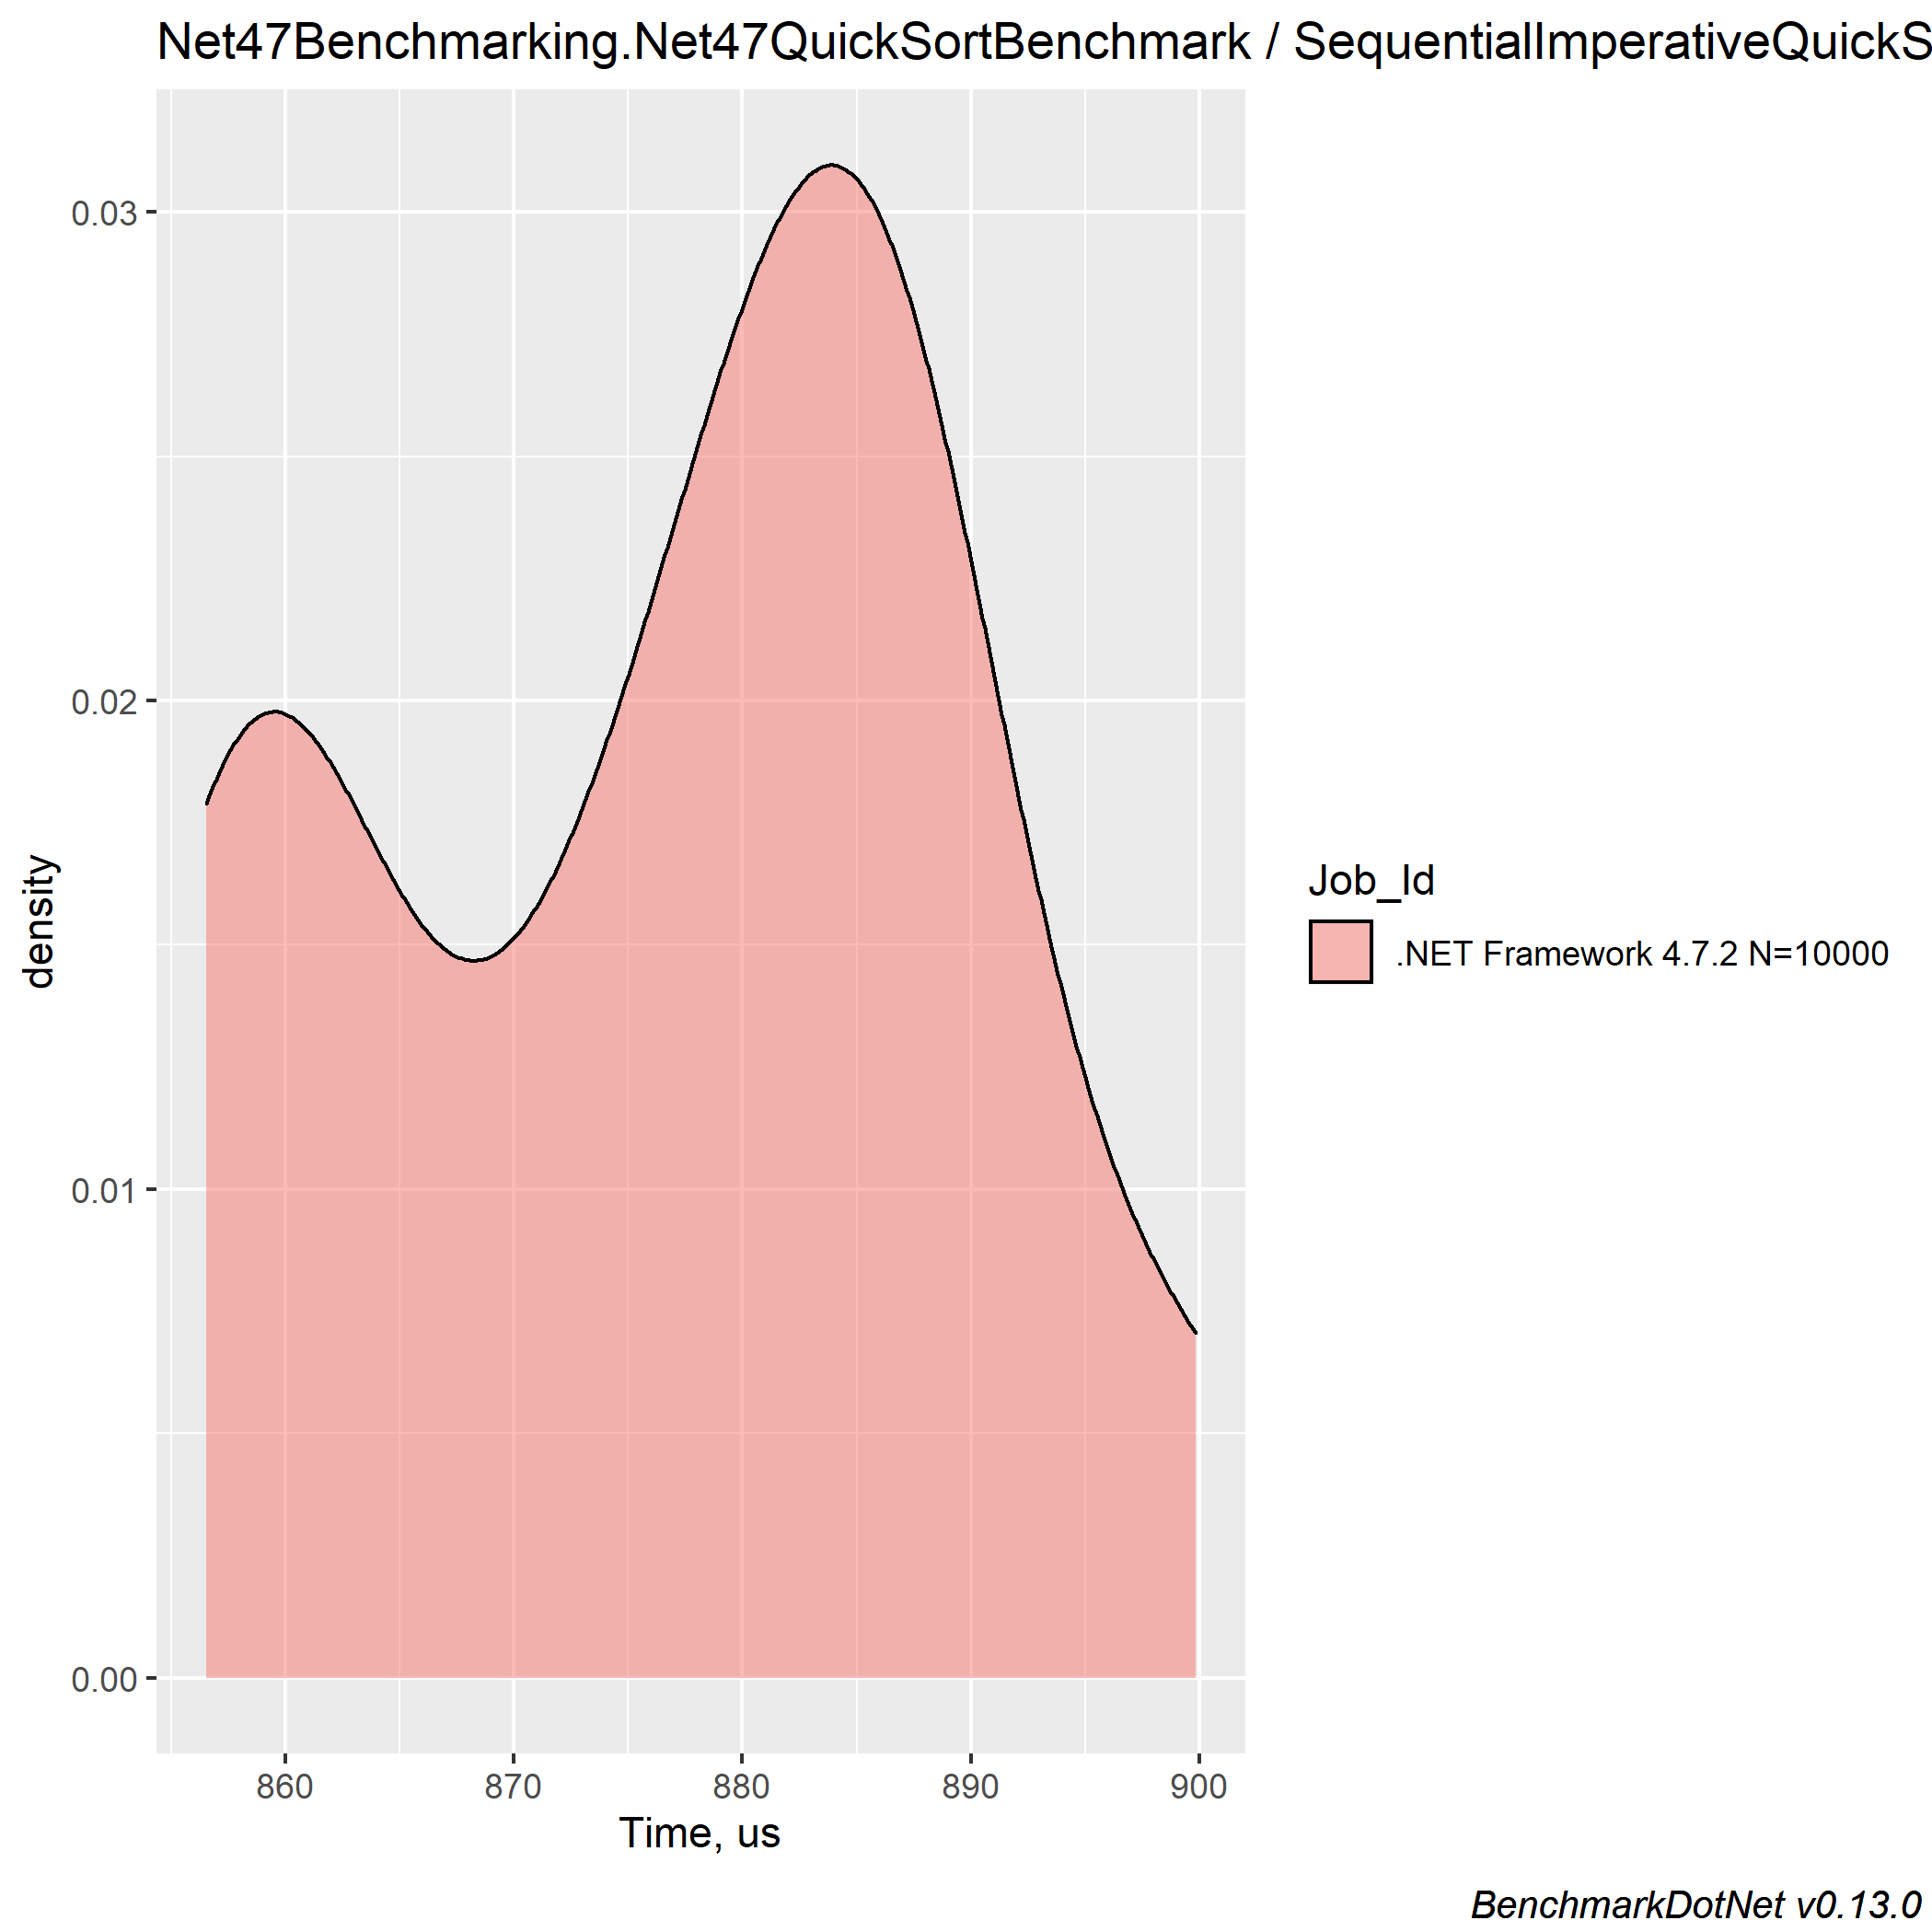 Net47Benchmarking.Net47QuickSortBenchmark / SequentialImperativeQuickS
0.03
0.02
0.01
0.00
density
860 870 880 890 900
Time, us
Job_Id
.NET Framework 4.7.2 N=10000
BenchmarkDotNet v0.13.0